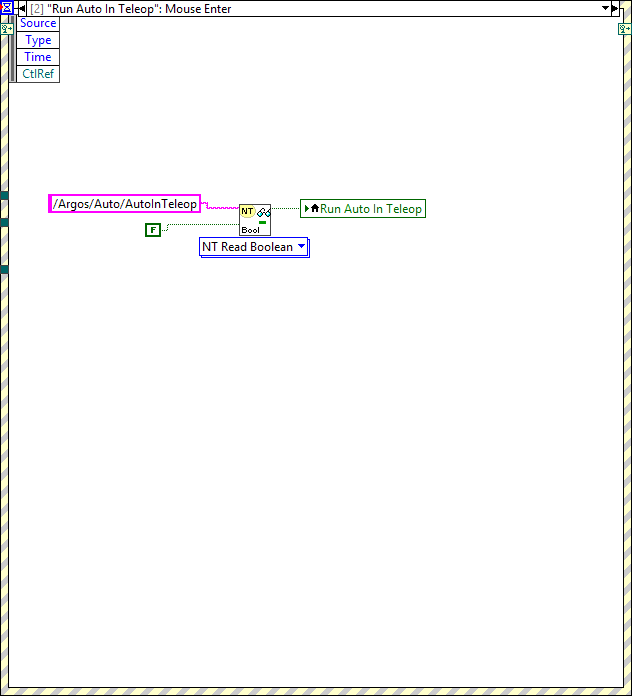 [2] "Run Auto In Teleop": Mouse Enter
Source
Type
Time
CtlRef
/Argos/Auto/AutoInTeleop
NT
Run Auto In Teleop
F
Bool
NT Read Boolean